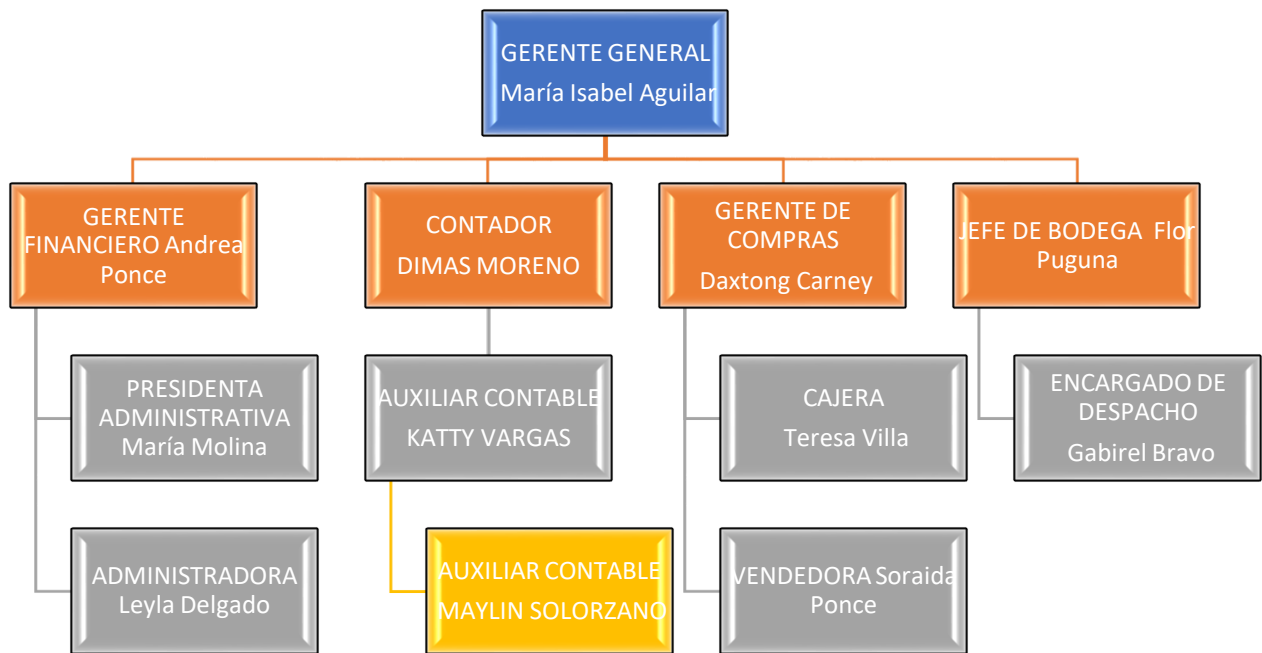 GERENTE GENERAL
María Isabel Aguilar
GERENTE
FINANCIERO Andrea
Ponce
CONTADOR
DIMAS MORENO
GERENTE DE
COMPRAS
Daxtong Carney
JEFE DE BODEGA Flor
Puguna
PRESIDENTA
ADMINISTRATIVA
María Molina
AUXILIAR CONTABLE
KATTY VARGAS
CAJERA
Teresa Villa
ENCARGADO DE
DESPACHO
Gabirel Bravo
ADMINISTRADORA
Leyla Delgado
AUXILIAR CONTABLE
MAYLIN SOLORZANO
VENDEDORA Soraida
Ponce